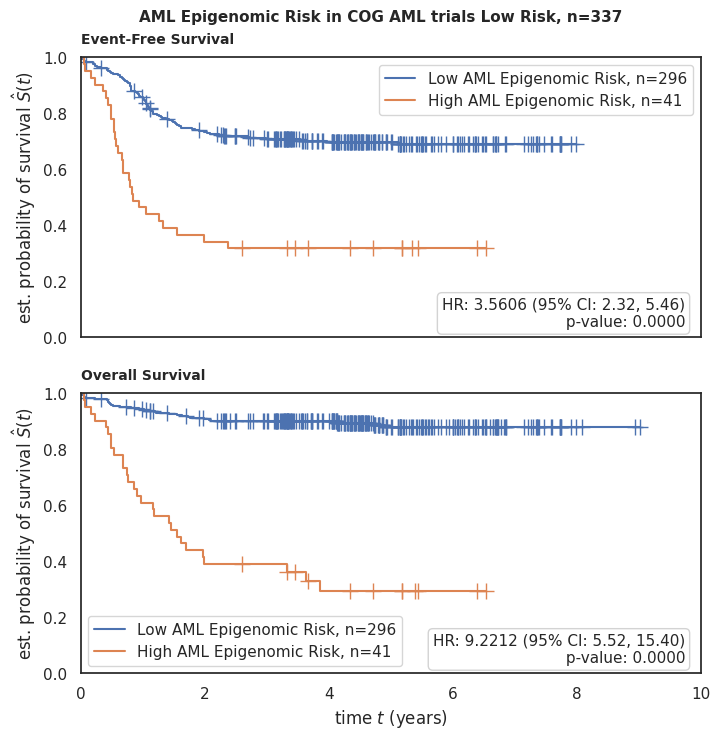 AML Epigenomic Risk in COG AML trials Low Risk, n=337
Event-Free Survival
1.0
0.8
0.6
0.4
0.2
0.0
est. probability of survival Ŝ(t)
Low AML Epigenomic Risk, n=296
High AML Epigenomic Risk, n=41
HR: 3.5606 (95% CI: 2.32, 5.46)
p-value: 0.0000
Overall Survival
1.0
0.8
0.6
0.4
0.2
0.0
est. probability of survival Ŝ(t)
Low AML Epigenomic Risk, n=296
High AML Epigenomic Risk, n=41
HR: 9.2212 (95% CI: 5.52, 15.40)
p-value: 0.0000
0 2 4 6 8 10
time t (years)